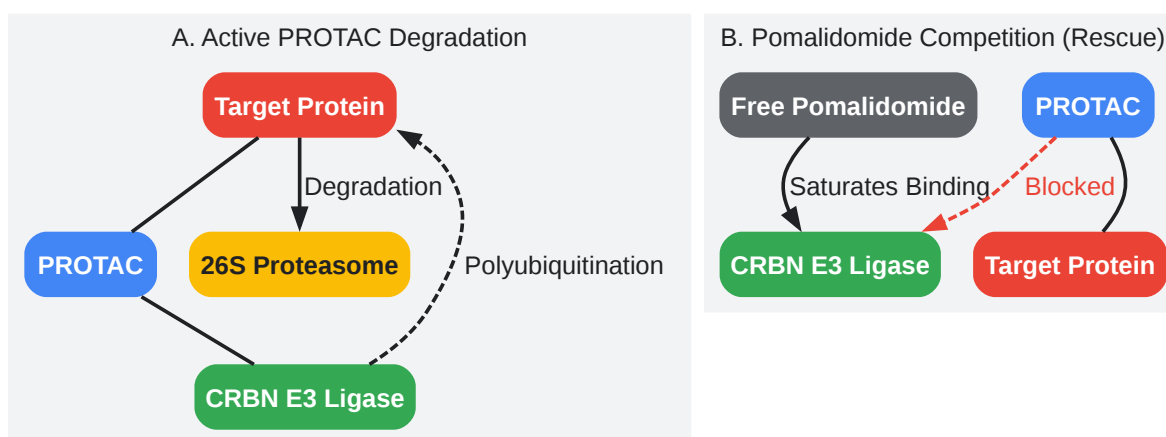 A. Active PROTAC Degradation
Target Protein
Degradation
PROTAC
26S Proteasome
Polyubiquitination
CRBN E3 Ligase
B. Pomalidomide Competition (Rescue)
Free Pomalidomide
PROTAC
Saturates Binding
Blocked
CRBN E3 Ligase
Target Protein